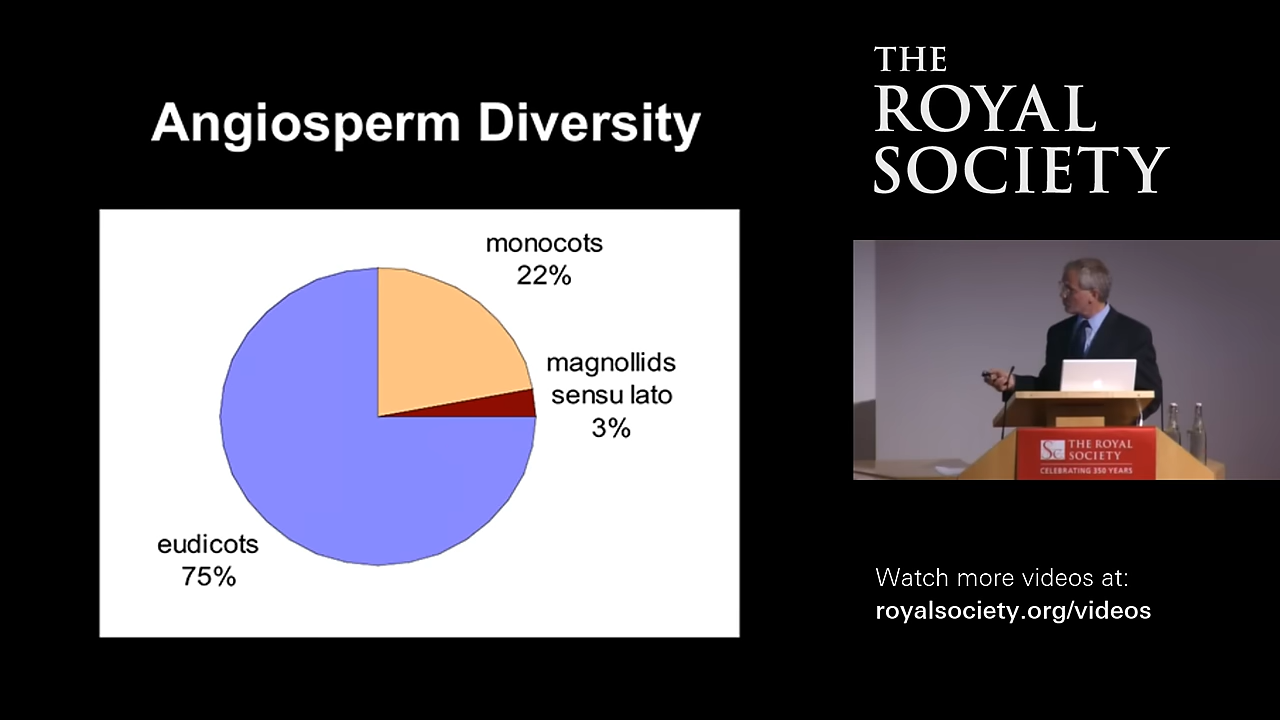 Angiosperm Diversity
monocots
22%
magnollids
sensu lato
3%
eudicots
75%
THE
ROYAL
SOCIETY
THE ROYAL
SOCIETY
CELEBRATING 350 YEARS
Watch more videos at:
royalsociety.org/videos